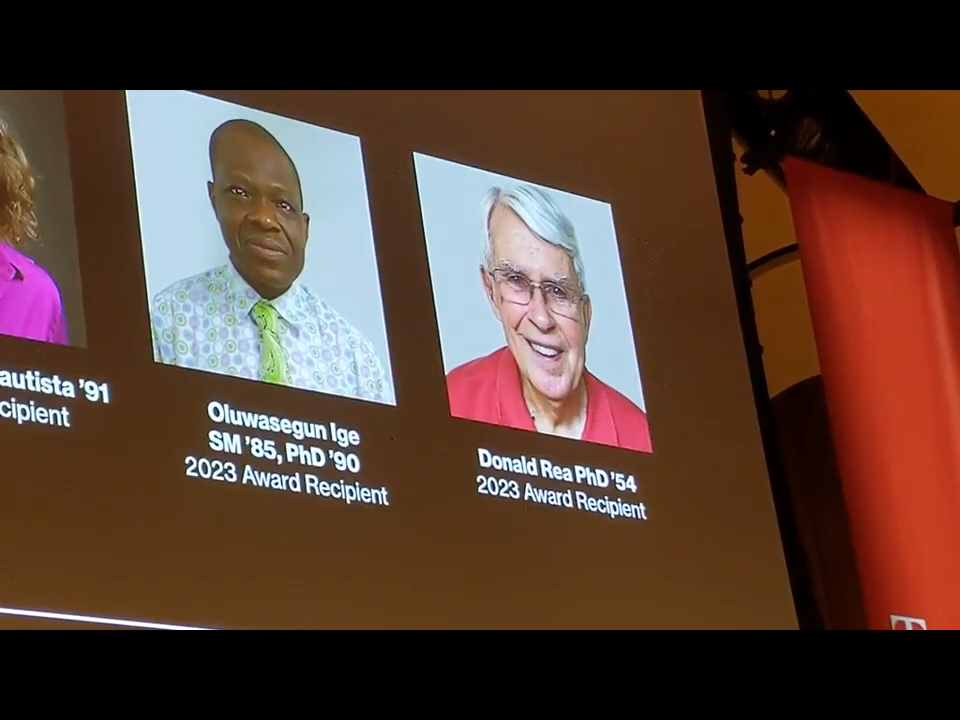 autista '91
cipient
Oluwasegun Ige
SM '85, PhD '90
2023 Award Recipient
Donald Rea PhD '54
2023 Award Recipient
T